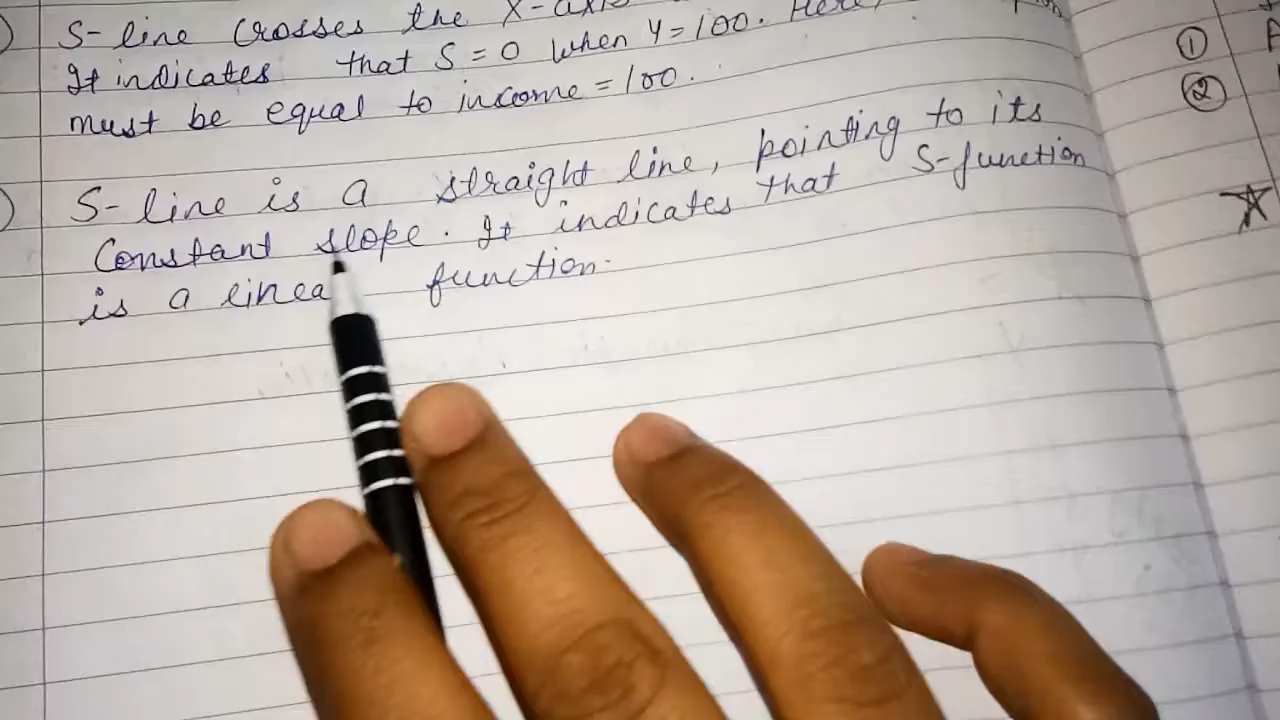 S-line crosses the X-axis
It indicates that S = 0 when Y = 100. Here,
must be equal to income = 100.
S-line is a straight line, pointing to its
Constant slope. It indicates that S-function
is a linea function.
①
②